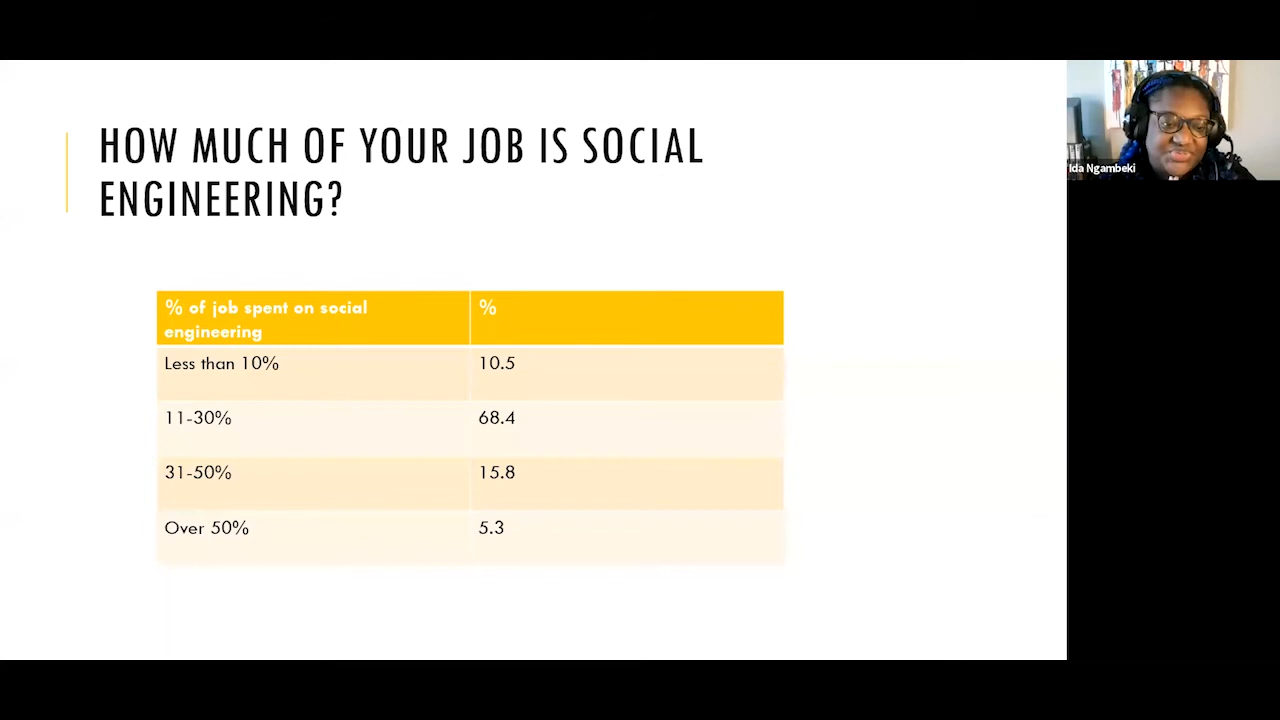 HOW MUCH OF YOUR JOB IS SOCIAL
ENGINEERING?
% of job spent on social
engineering
%
Less than 10%
10.5
11-30%
68.4
31-50%
15.8
Over 50%
5.3
ida Ngambeki